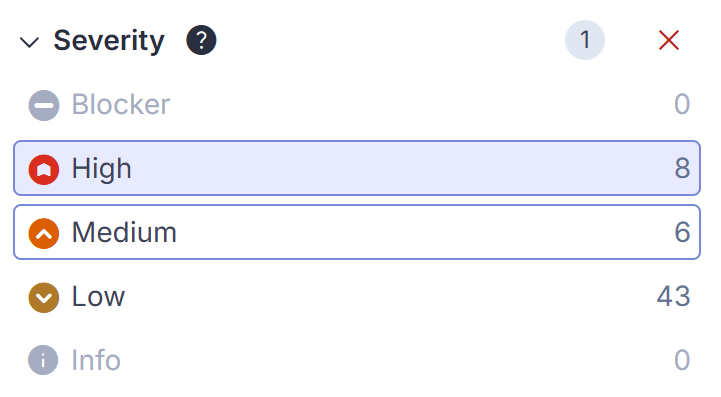 Severity ? 1
Blocker 0
High 8
Medium 6
Low 43
i Info 0